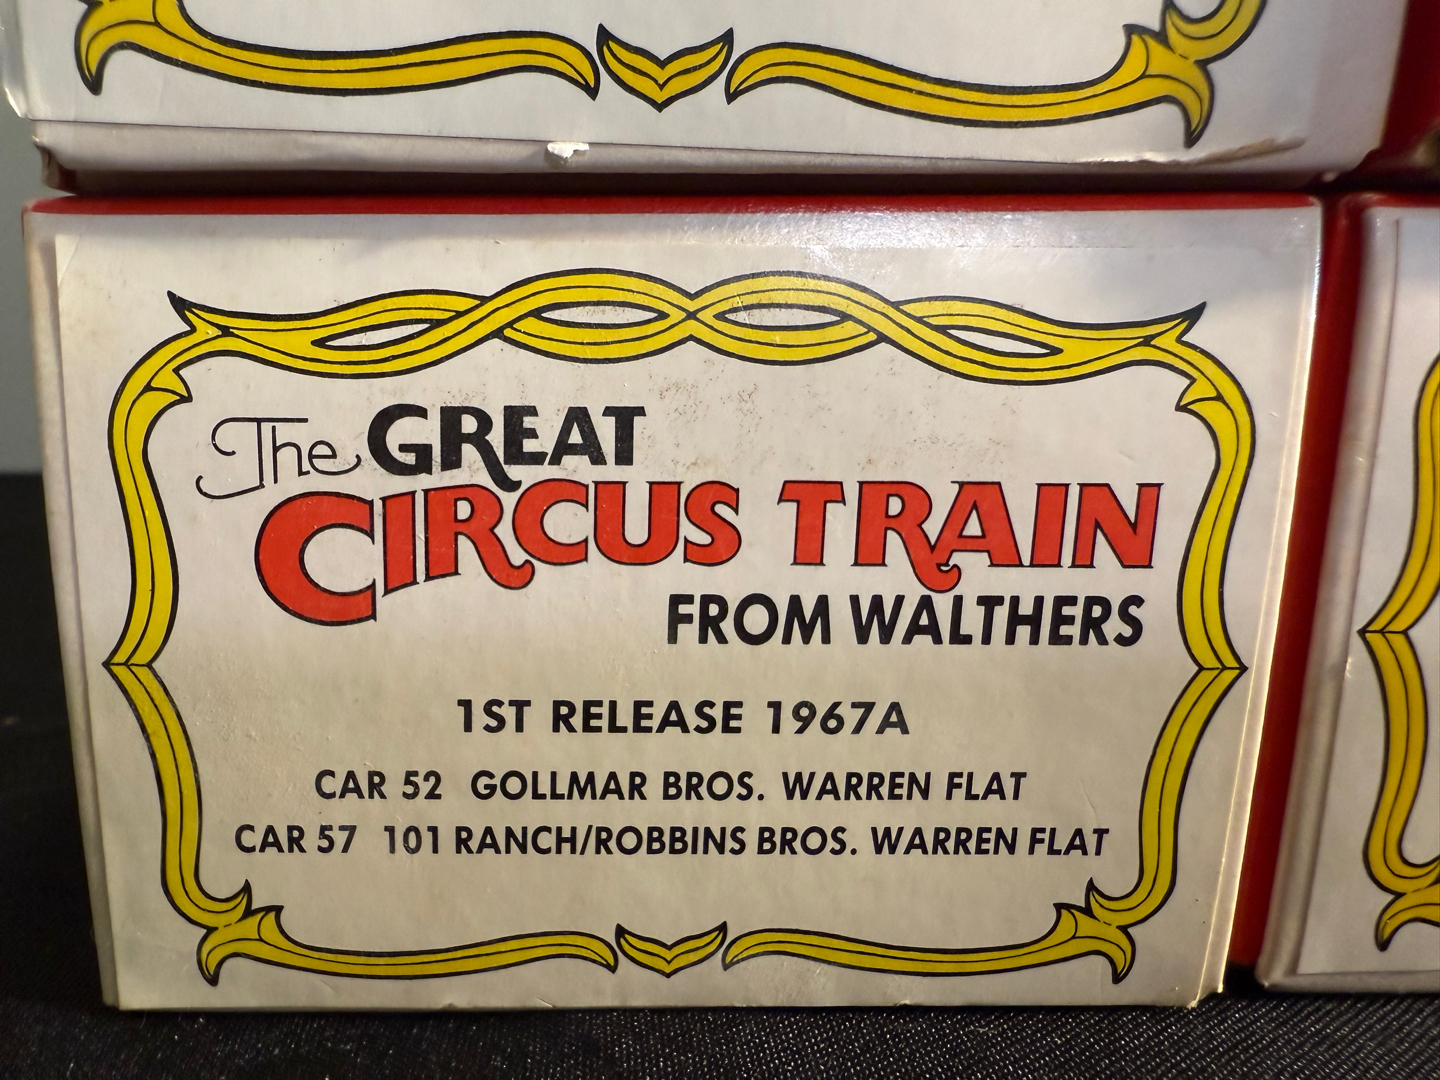 The GREAT
CIRCUS TRAIN
FROM WALTHERS
1ST RELEASE 1967A
CAR 52 GOLLMAR BROS. WARREN FLAT
CAR 57 101 RANCH/ROBBINS BROS. WARREN FLAT